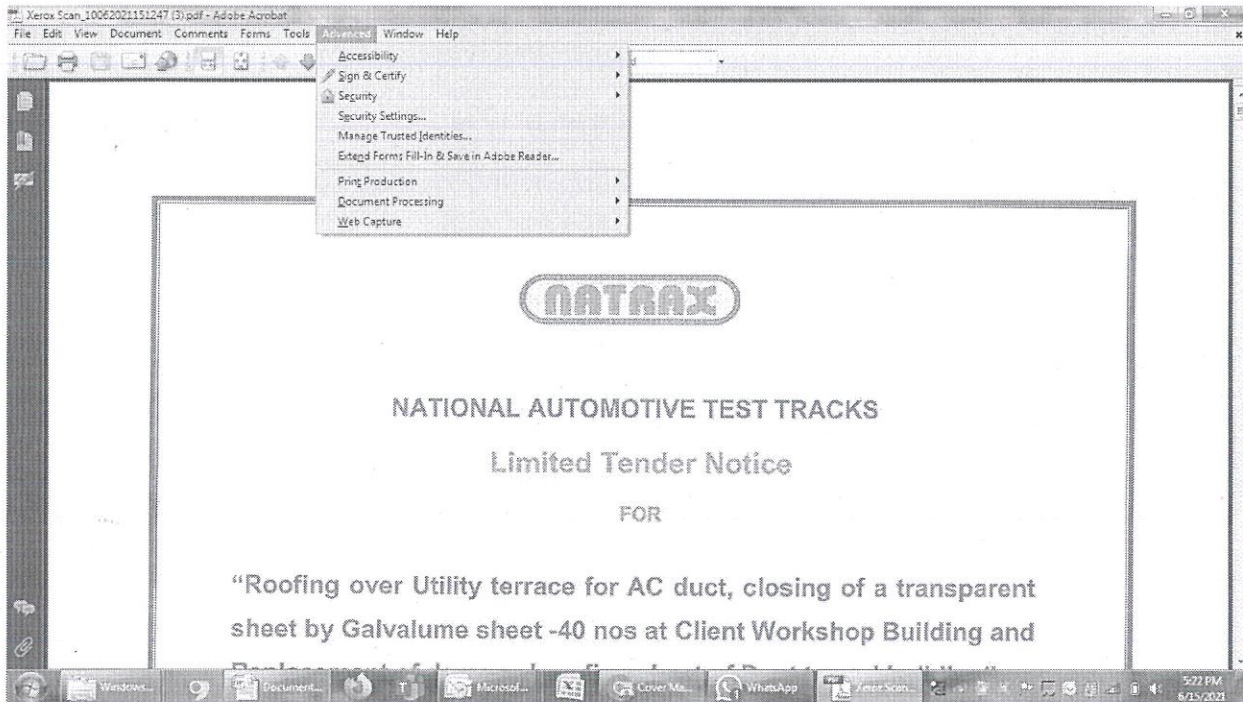 Xerox Scan_10062021151247 (3).pdf - Adobe Acrobat
File Edit View Document Comments Forms Tools Advanced Window Help
Accessibility
Sign & Certify
Security
Security Settings...
Manage Trusted Identities...
Extend Forms Fill-In & Save in Adobe Reader...
Print Production
Document Processing
Web Capture
NATRAX
NATIONAL AUTOMOTIVE TEST TRACKS
Limited Tender Notice
FOR
“Roofing over Utility terrace for AC duct, closing of a transparent
sheet by Galvalume sheet -40 nos at Client Workshop Building and
Windows... Document... Microsof... Cover Ma... WhatsApp Xerox Scan... 5:22 PM
6/15/2021